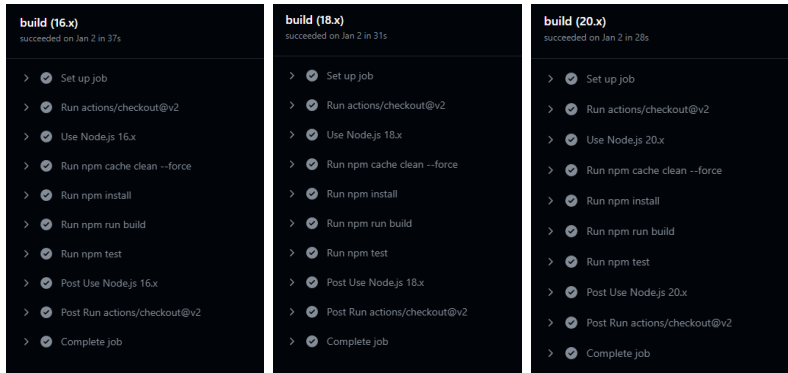 build (16.x)
succeeded on Jan 2 in 37s
Set up job
Run actions/checkout@v2
Use Node.js 16.x
Run npm cache clean --force
Run npm install
Run npm run build
Run npm test
Post Use Node.js 16.x
Post Run actions/checkout@v2
Complete job
build (18.x)
succeeded on Jan 2 in 31s
Set up job
Run actions/checkout@v2
Use Node.js 18.x
Run npm cache clean --force
Run npm install
Run npm run build
Run npm test
Post Use Node.js 18.x
Post Run actions/checkout@v2
Complete job
build (20.x)
succeeded on Jan 2 in 28s
Set up job
Run actions/checkout@v2
Use Node.js 20.x
Run npm cache clean --force
Run npm install
Run npm run build
Run npm test
Post Use Node.js 20.x
Post Run actions/checkout@v2
Complete job